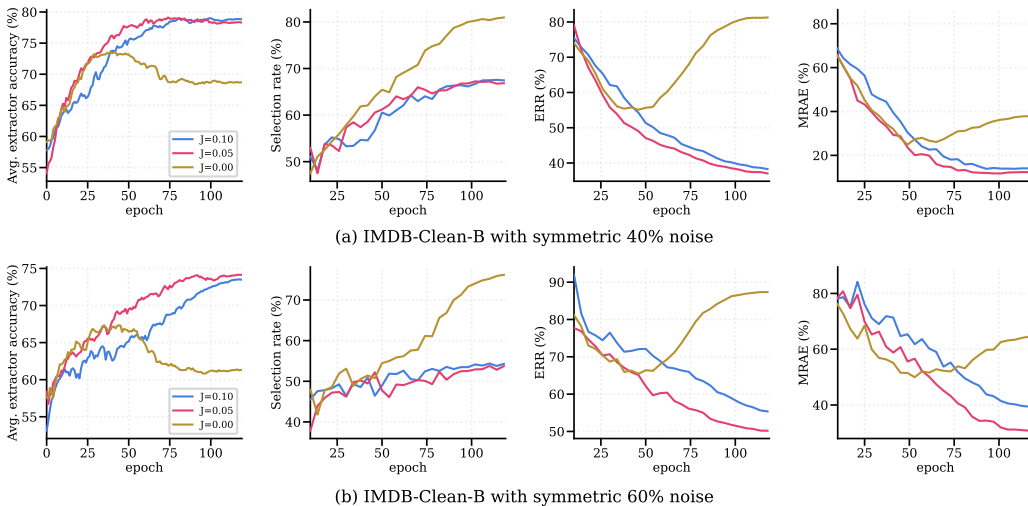 Avg. extractor accuracy (%)
80
75
70
65
60
55
0
25
50
75
100
epoch
J=0.10
J=0.05
J=0.00
Selection rate (%)
80
70
60
50
25
50
75
100
epoch
ERR (%)
80
70
60
50
40
25
50
75
100
epoch
MRAE (%)
80
60
40
20
25
50
75
100
epoch
(a) IMDB-Clean-B with symmetric 40% noise
Avg. extractor accuracy (%)
75
70
65
60
55
0
25
50
75
100
epoch
J=0.10
J=0.05
J=0.00
Selection rate (%)
70
60
50
40
25
50
75
100
epoch
ERR (%)
90
80
70
60
50
25
50
75
100
epoch
MRAE (%)
80
60
40
25
50
75
100
epoch
(b) IMDB-Clean-B with symmetric 60% noise